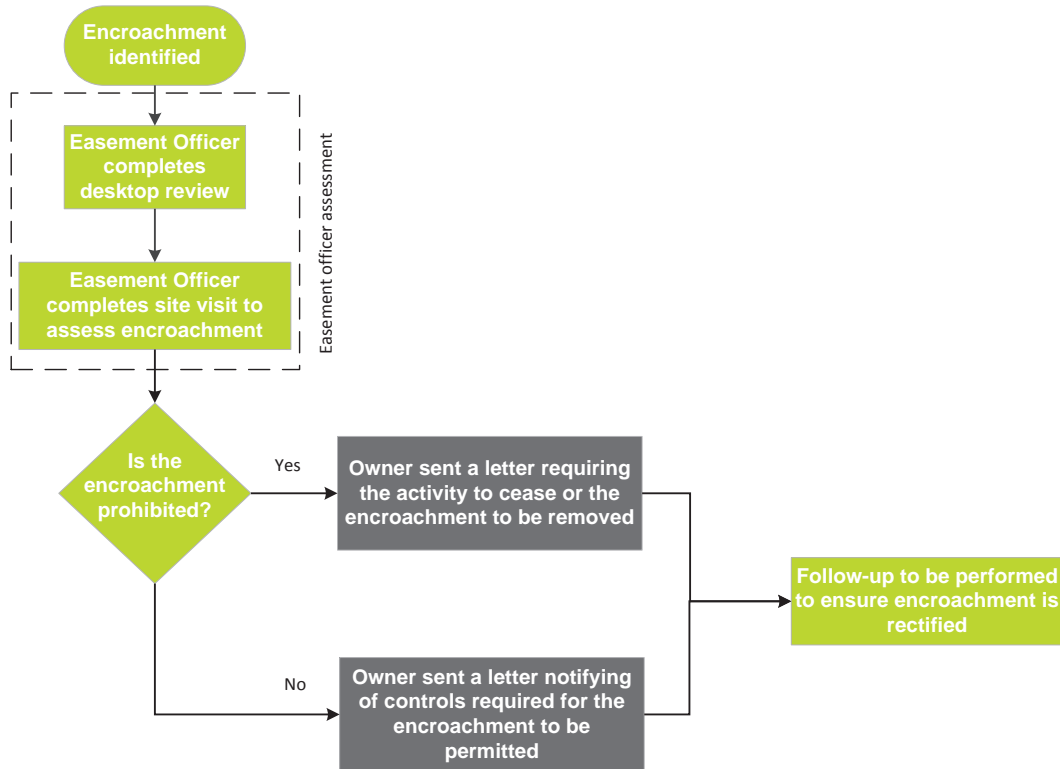 Encroachment
identified
Easement Officer
completes
desktop review
Easement Officer
completes site visit to
assess encroachment
Easement officer assessment
Is the
encroachment
prohibited?
Yes
Owner sent a letter requiring
the activity to cease or the
encroachment to be removed
No
Owner sent a letter notifying
of controls required for the
encroachment to be
permitted
Follow-up to be performed
to ensure encroachment is
rectified